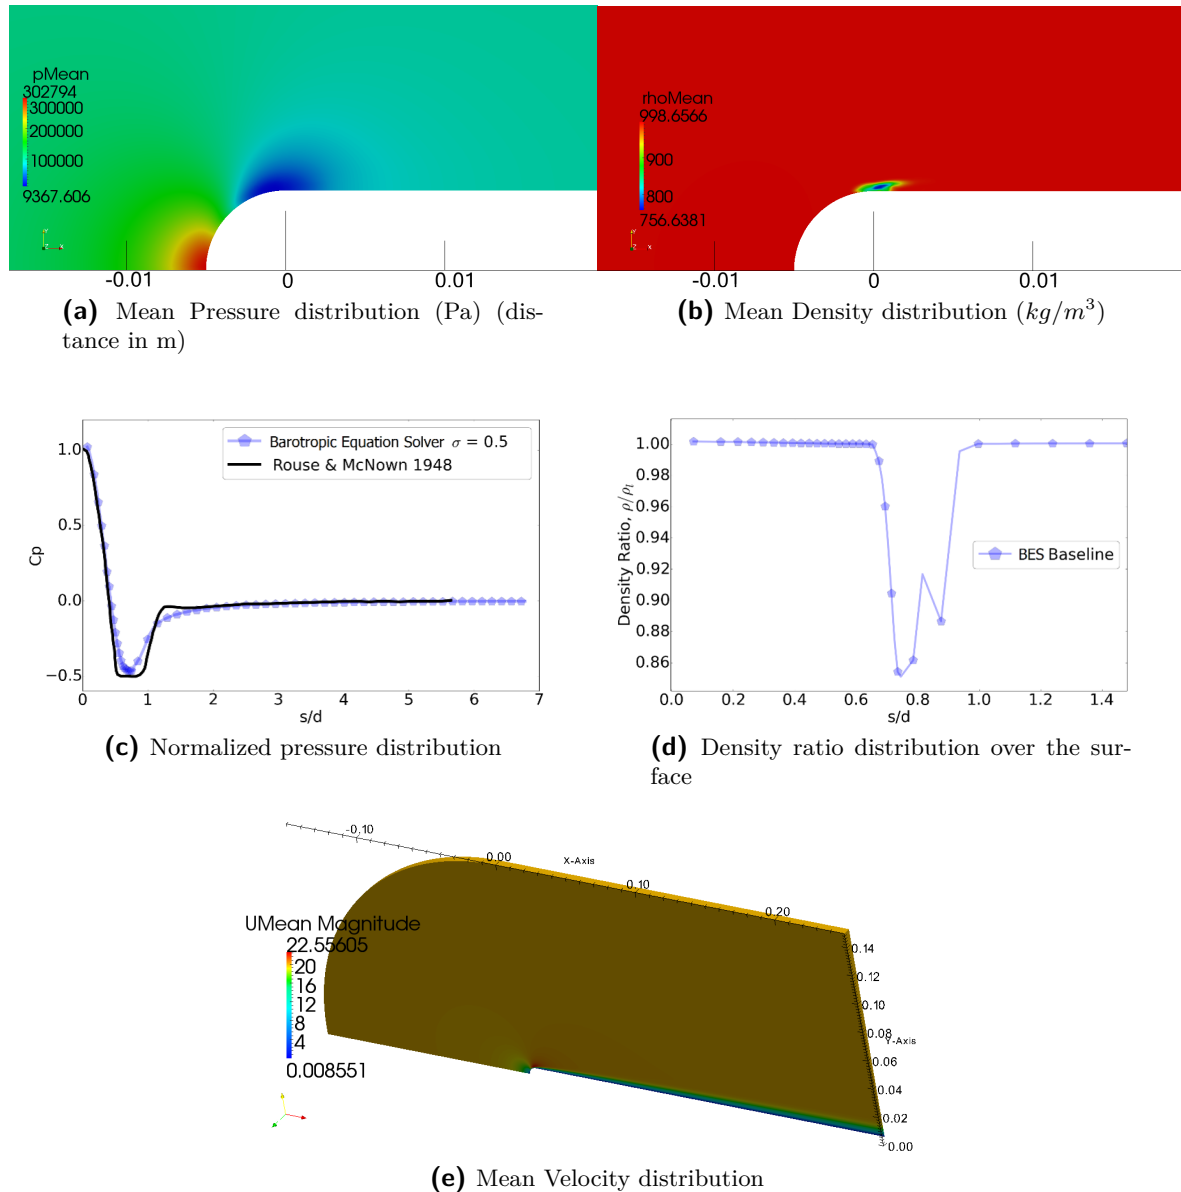 pMean
302794
300000
200000
100000
9367.606
-0.01 0 0.01
rhoMean
998.6566
900
800
756.6381
-0.01 0 0.01
(a) Mean Pressure distribution (Pa) (dis-
tance in m)
(b) Mean Density distribution (kg/m³)
1.0
0.5
0.0
−0.5
Cp
Barotropic Equation Solver σ = 0.5
Rouse & McNown 1948
0 1 2 3 4 5 6 7
s/d
(c) Normalized pressure distribution
1.00
0.98
0.96
0.94
0.92
0.90
0.88
0.86
Density Ratio, ρ/ρₗ
BES Baseline
0.0 0.2 0.4 0.6 0.8 1.0 1.2 1.4
s/d
(d) Density ratio distribution over the sur-
face
-0.10
0.00
X-Axis
0.10
0.20
UMean Magnitude
22.55605
20
16
12
8
4
0.008551
0.14
0.12
0.10
0.08
Y-Axis
0.06
0.04
0.02
0.00
(e) Mean Velocity distribution